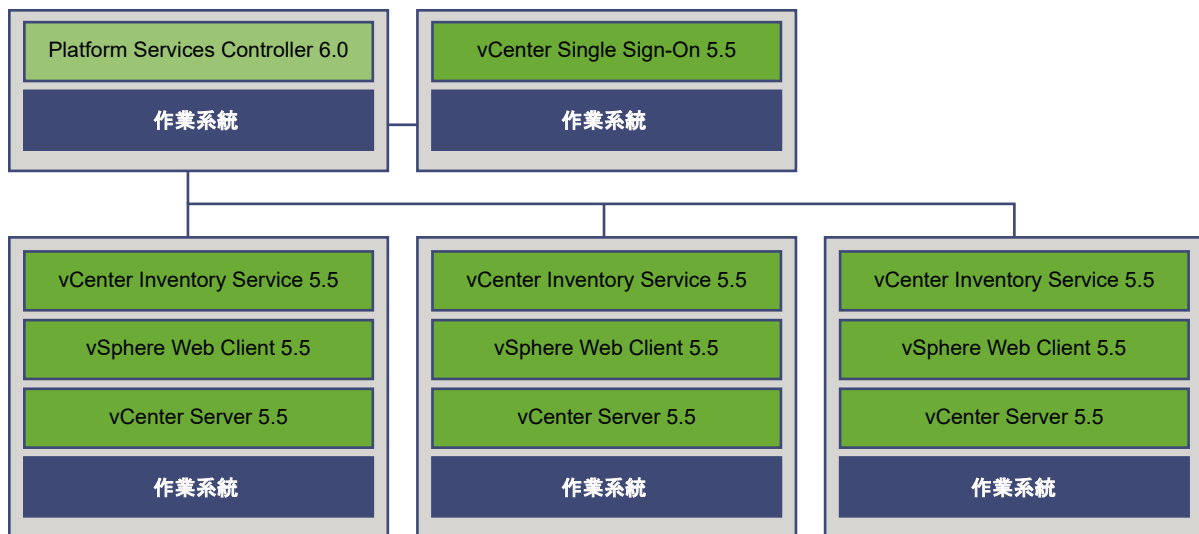 Platform Services Controller 6.0
作業系統
vCenter Single Sign-On 5.5
作業系統
vCenter Inventory Service 5.5
vSphere Web Client 5.5
vCenter Server 5.5
作業系統
vCenter Inventory Service 5.5
vSphere Web Client 5.5
vCenter Server 5.5
作業系統
vCenter Inventory Service 5.5
vSphere Web Client 5.5
vCenter Server 5.5
作業系統